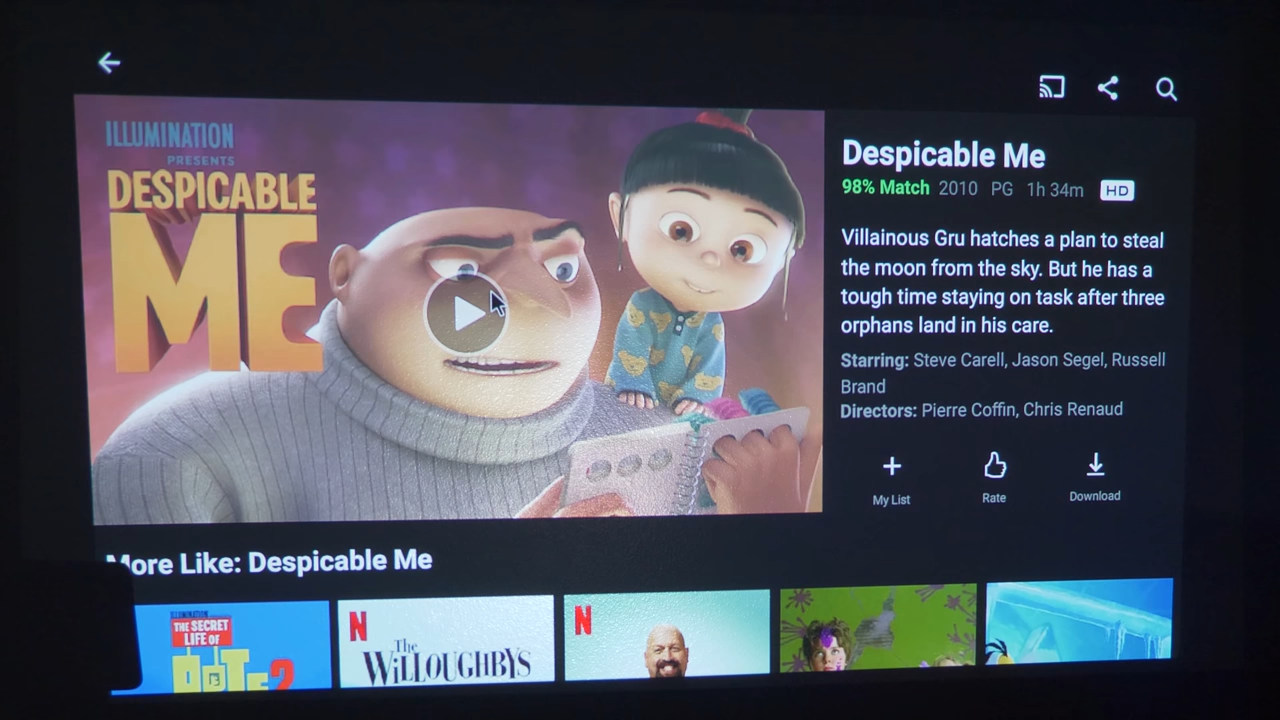 ILLUMINATION
PRESENTS
DESPICABLE
ME
Despicable Me
98% Match 2010 PG 1h 34m HD
Villainous Gru hatches a plan to steal
the moon from the sky. But he has a
tough time staying on task after three
orphans land in his care.
Starring: Steve Carell, Jason Segel, Russell
Brand
Directors: Pierre Coffin, Chris Renaud
My List
Rate
Download
More Like: Despicable Me
ILLUMINATION
THE SECRET
LIFE OF
PETS 2
N
The
WILLOUGHBYS
N